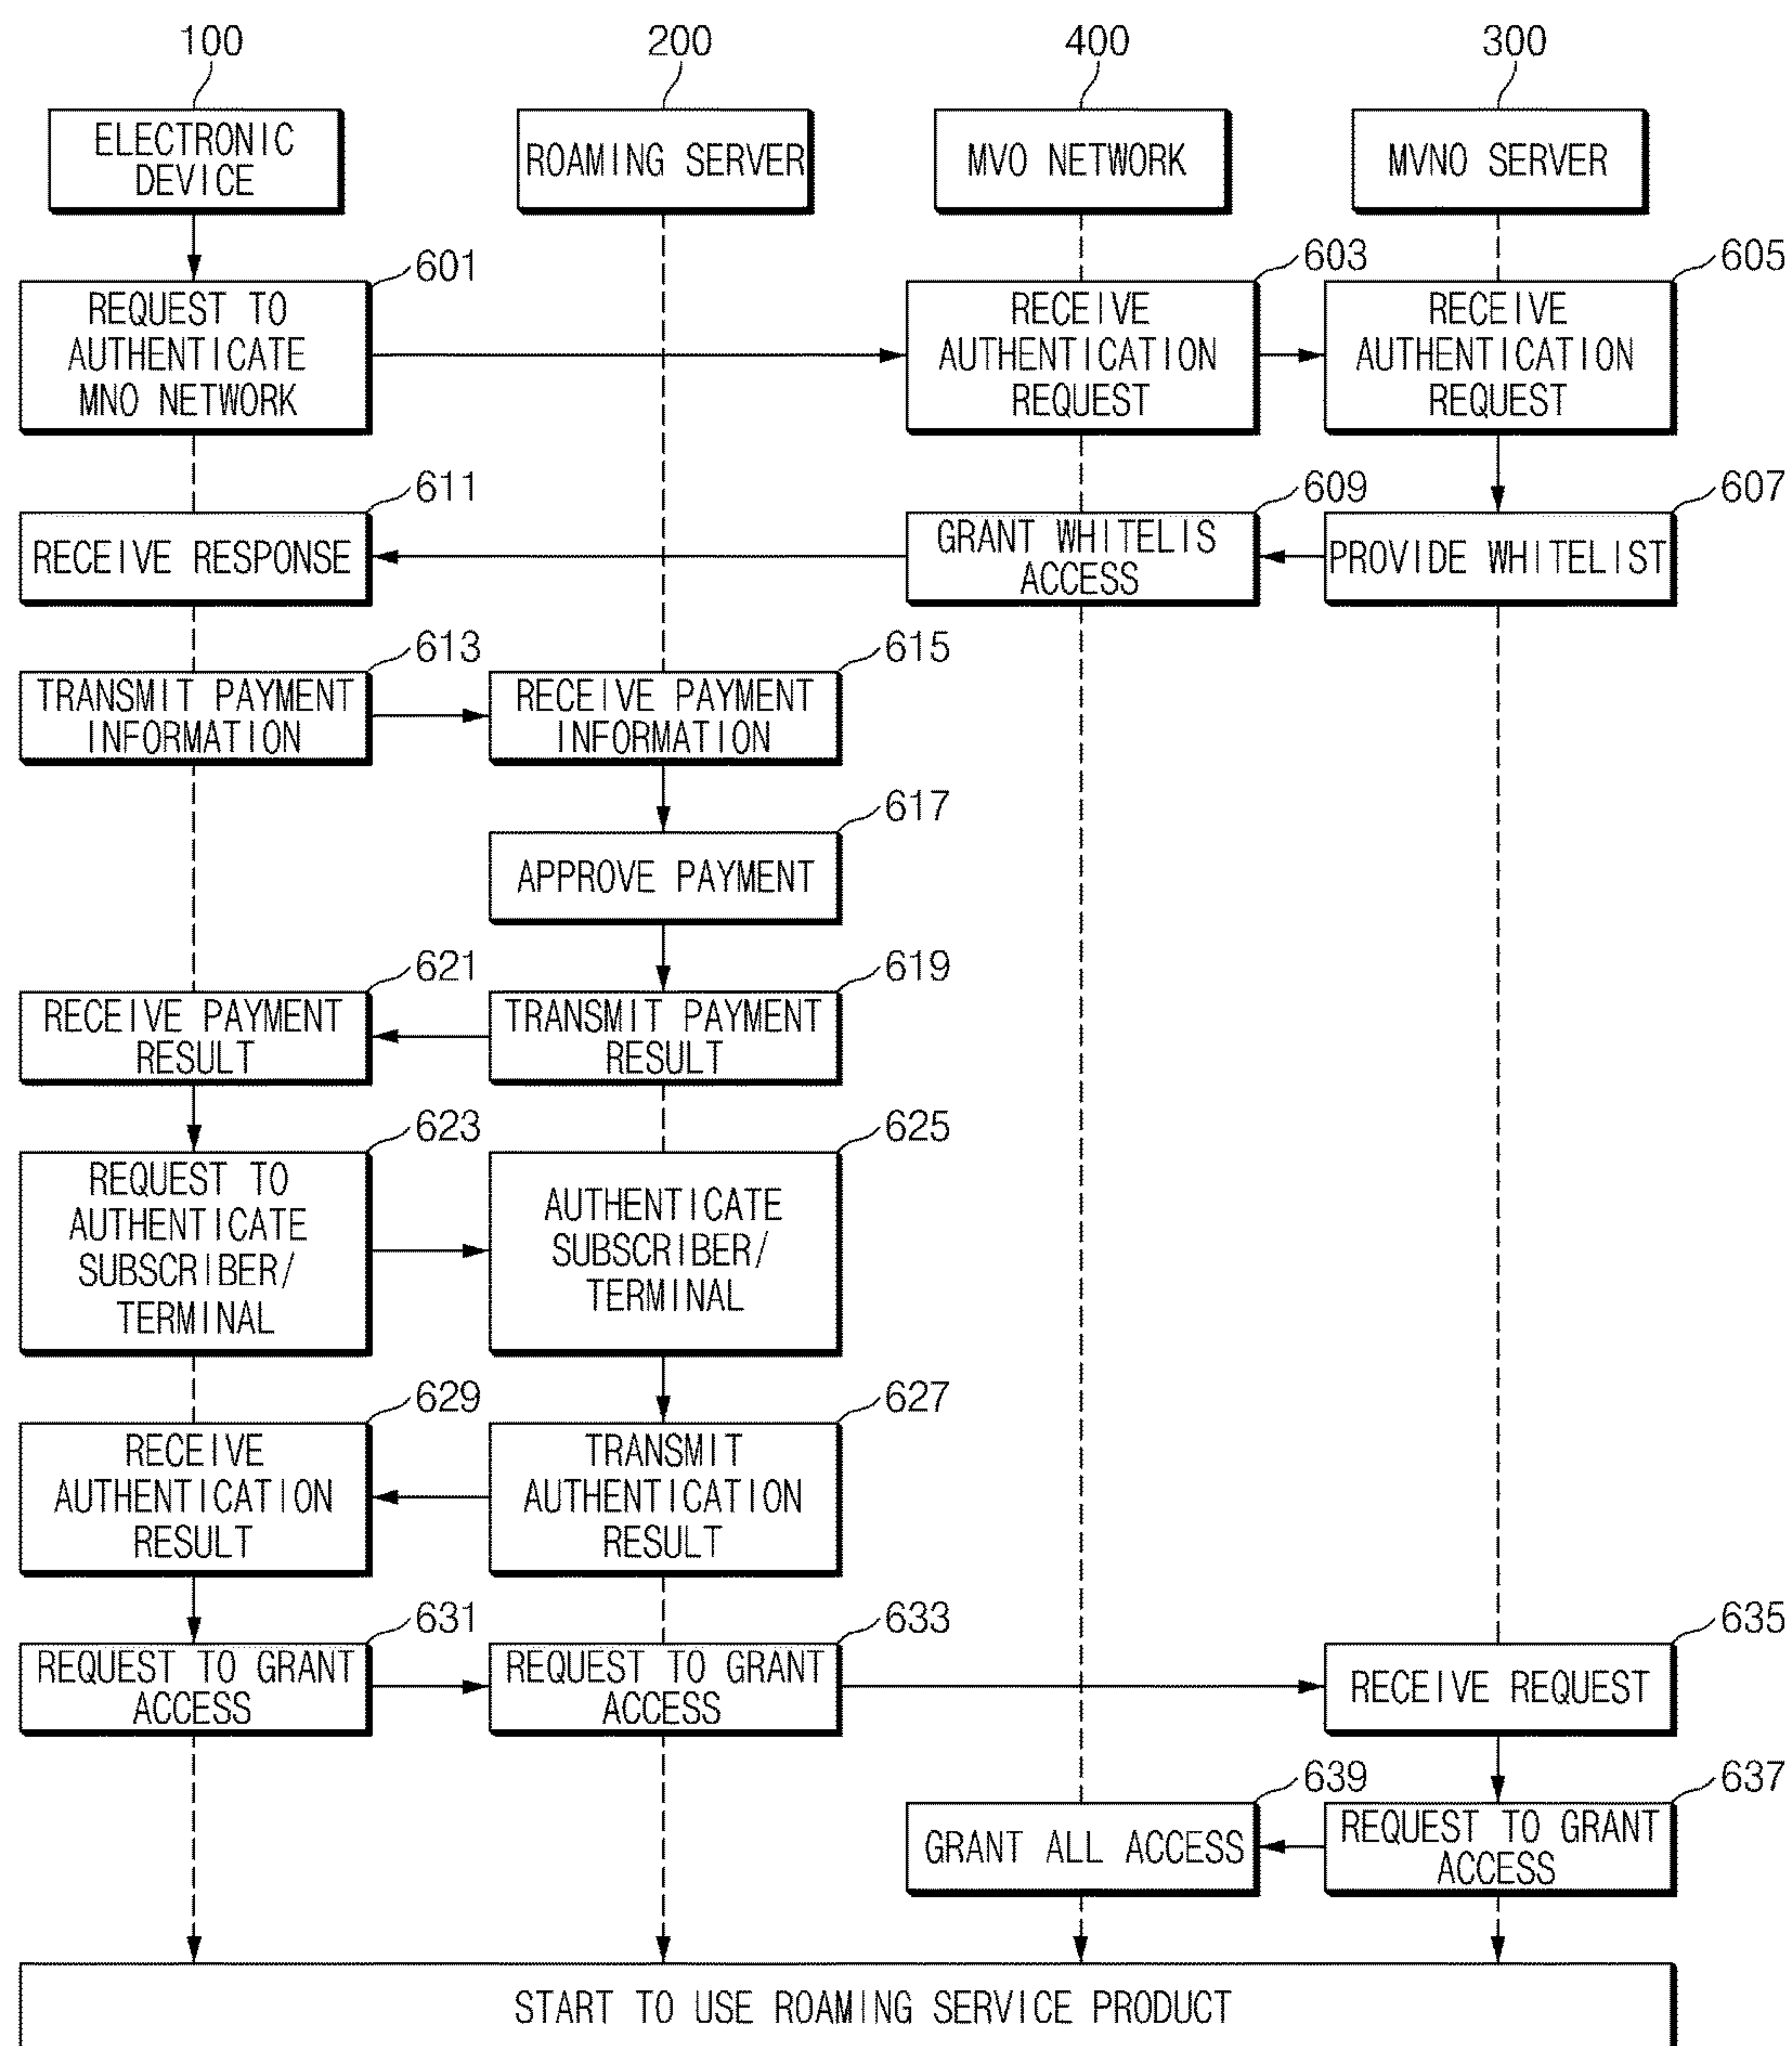 100
200
400
300
ELECTRONIC
DEVICE
ROAMING SERVER
MVO NETWORK
MVNO SERVER
601
603
605
REQUEST TO
AUTHENTICATE
MNO NETWORK
RECEIVE
AUTHENTICATION
REQUEST
RECEIVE
AUTHENTICATION
REQUEST
611
609
607
RECEIVE RESPONSE
GRANT WHITELIS
ACCESS
PROVIDE WHITELIST
613
615
TRANSMIT PAYMENT
INFORMATION
RECEIVE PAYMENT
INFORMATION
617
APPROVE PAYMENT
621
619
RECEIVE PAYMENT
RESULT
TRANSMIT PAYMENT
RESULT
623
625
REQUEST TO
AUTHENTICATE
SUBSCRIBER/
TERMINAL
AUTHENTICATE
SUBSCRIBER/
TERMINAL
629
627
RECEIVE
AUTHENTICATION
RESULT
TRANSMIT
AUTHENTICATION
RESULT
631
633
635
REQUEST TO GRANT
ACCESS
REQUEST TO GRANT
ACCESS
RECEIVE REQUEST
639
637
GRANT ALL ACCESS
REQUEST TO GRANT
ACCESS
START TO USE ROAMING SERVICE PRODUCT